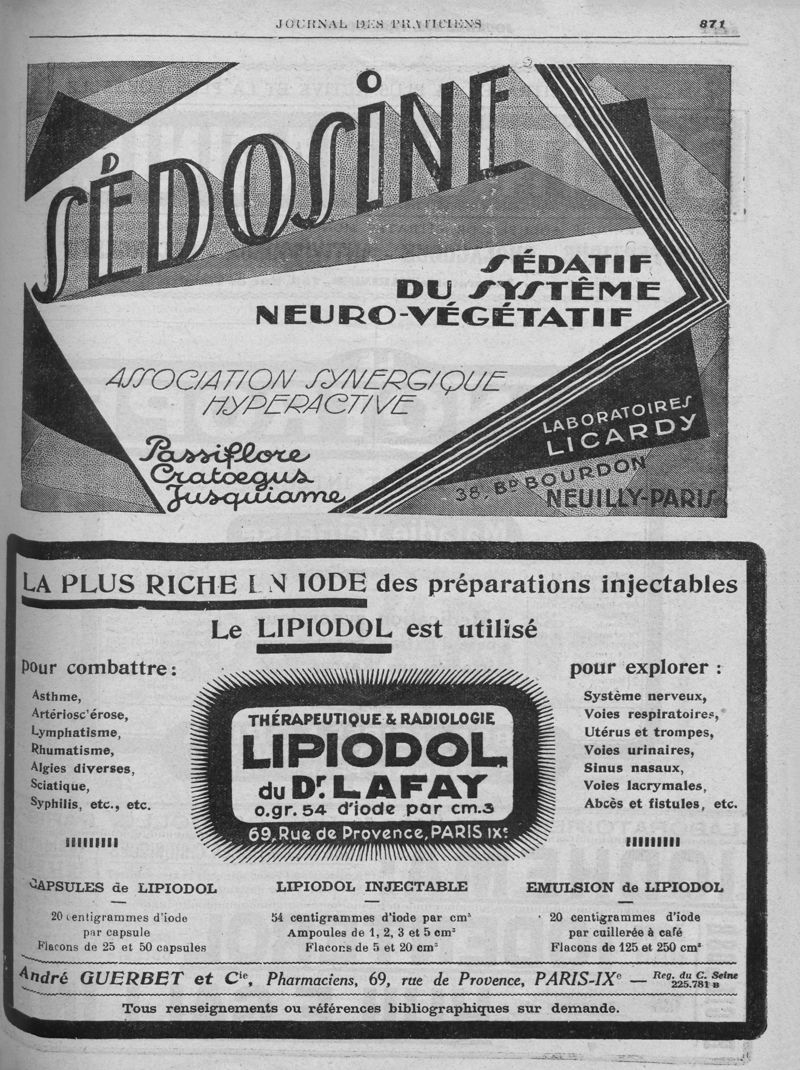 JOURNAL DES PRATICIENS
871
SÉDOSINE
SÉDATIF
DU SYSTÊME
NEURO-VÉGÉTATIF
ASSOCIATION SYNERGIQUE
HYPERACTIVE
Passiflore
Cratœgus
Jusquiame
LABORATOIRES
LICARDY
38, BD BOURDON
NEUILLY-PARIS
LA PLUS RICHE EN IODE des préparations injectables
Le LIPIODOL est utilisé
pour combattre :
Asthme,
Artériosc'érose,
Lymphatisme,
Rhumatisme,
Algies diverses,
Sciatique,
Syphilis, etc., etc.
THÉRAPEUTIQUE & RADIOLOGIE
LIPIODOL
du Dr. LAFAY
0.gr. 54 d'iode par cm.3
69, Rue de Provence, PARIS IXe
pour explorer :
Système nerveux,
Voies respiratoires,
Utérus et trompes,
Voies urinaires,
Sinus nasaux,
Voies lacrymales,
Abcès et fistules, etc.
CAPSULES de LIPIODOL
20 centigrammes d'iode
par capsule
Flacons de 25 et 50 capsules
LIPIODOL INJECTABLE
54 centigrammes d'iode par cm³
Ampoules de 1, 2, 3 et 5 cm³
Flacons de 5 et 20 cm³
EMULSION de LIPIODOL
20 centigrammes d'iode
par cuillerée à café
Flacons de 125 et 250 cm³
André GUERBET et Cie, Pharmaciens, 69, rue de Provence, PARIS-IXe — Reg. du C. Seine
225.781 B
Tous renseignements ou références bibliographiques sur demande.